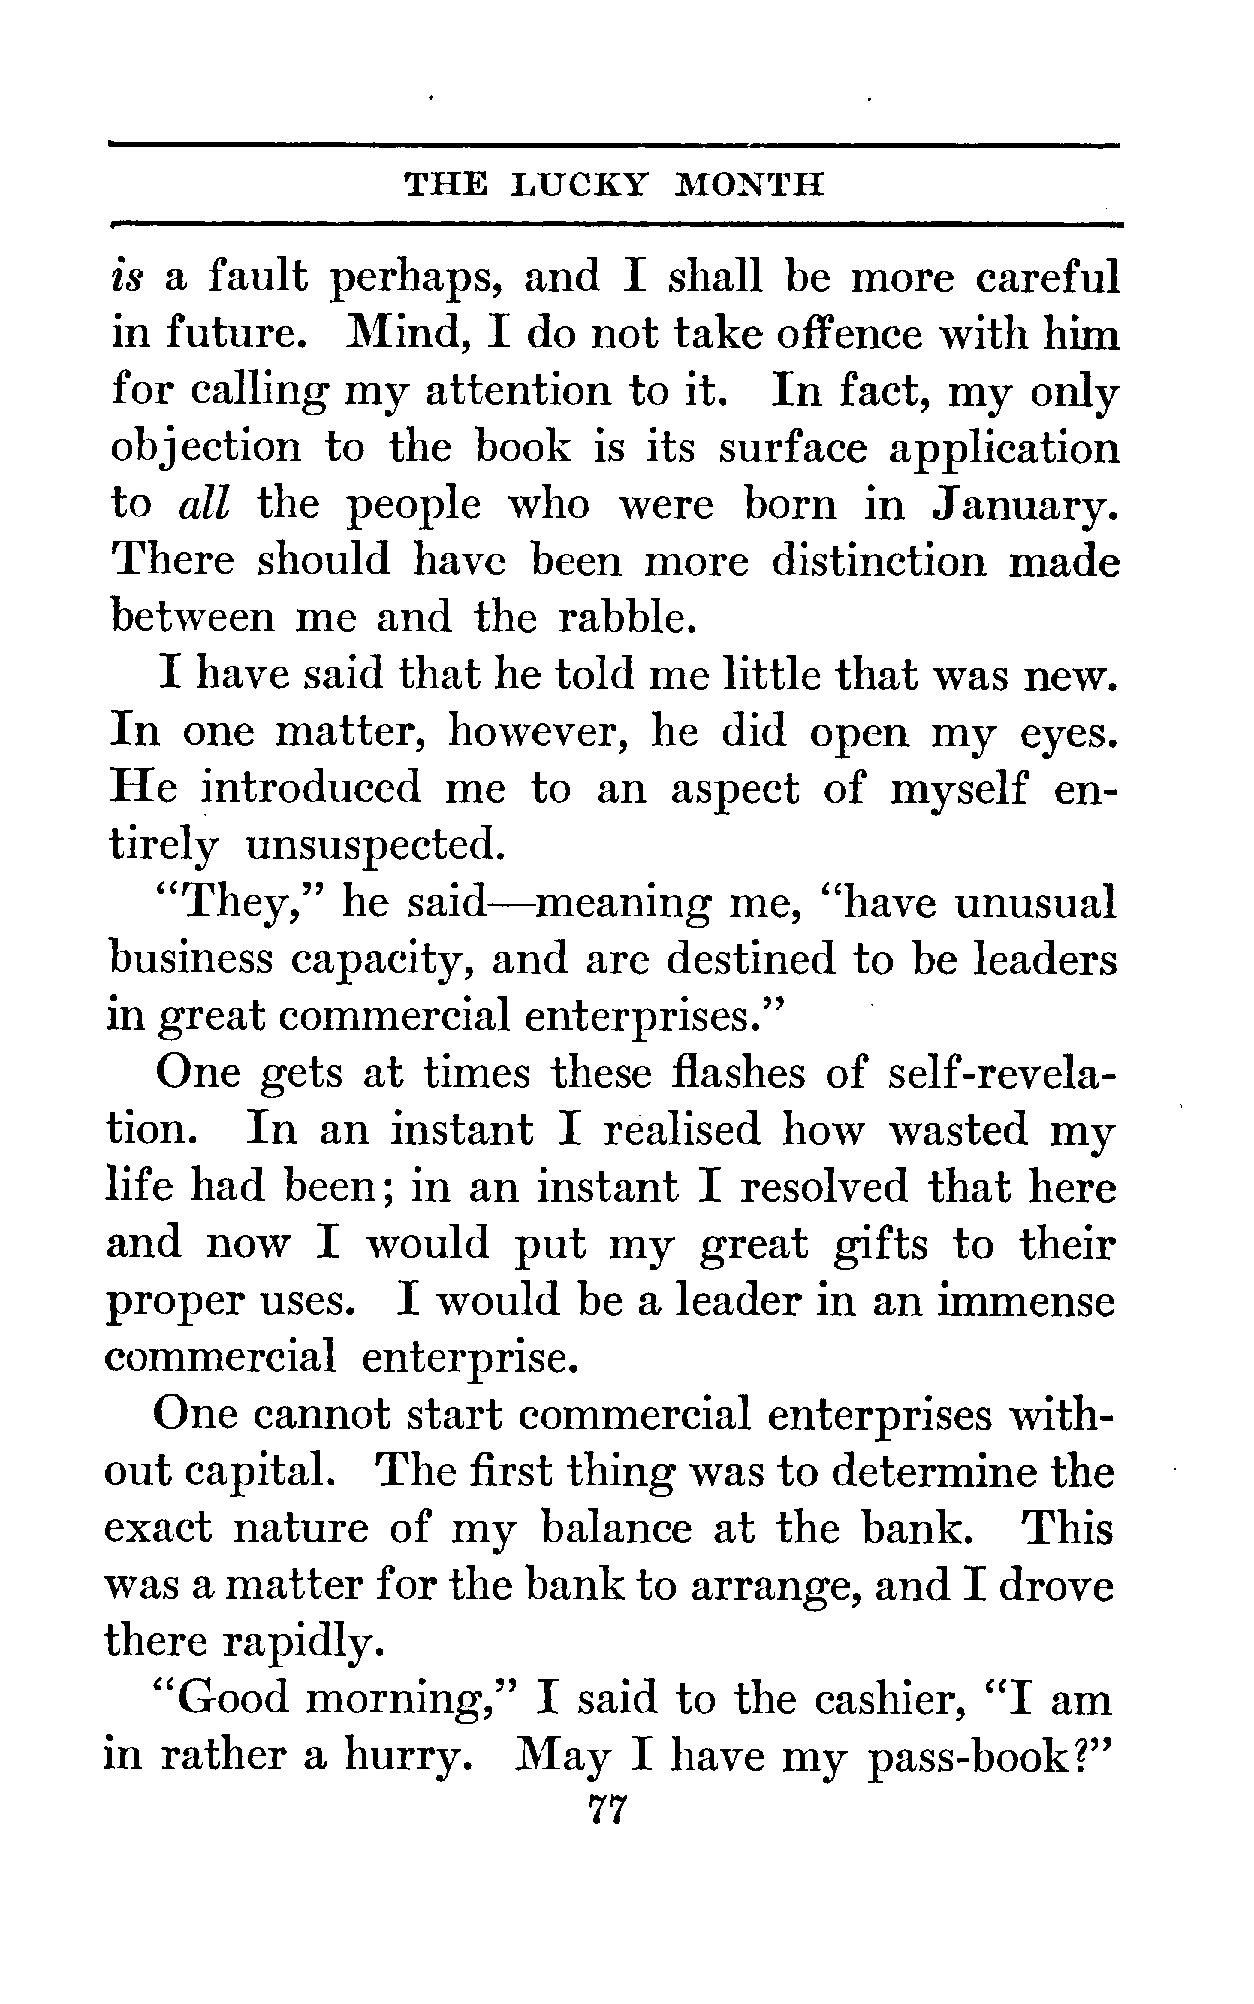 THE LUCKY MONTH
is a fault perhaps, and I shall be more careful
in future. Mind, I do not take offence with him
for calling my attention to it. In fact, my only
objection to the book is its surface application
to all the people who were born in January.
There should have been more distinction made
between me and the rabble.
I have said that he told me little that was new.
In one matter, however, he did open my eyes.
He introduced me to an aspect of myself en-
tirely unsuspected.
“They,” he said—meaning me, “have unusual
business capacity, and are destined to be leaders
in great commercial enterprises.”
One gets at times these flashes of self-revela-
tion. In an instant I realised how wasted my
life had been; in an instant I resolved that here
and now I would put my great gifts to their
proper uses. I would be a leader in an immense
commercial enterprise.
One cannot start commercial enterprises with-
out capital. The first thing was to determine the
exact nature of my balance at the bank. This
was a matter for the bank to arrange, and I drove
there rapidly.
“Good morning,” I said to the cashier, “I am
in rather a hurry. May I have my pass-book?”
77